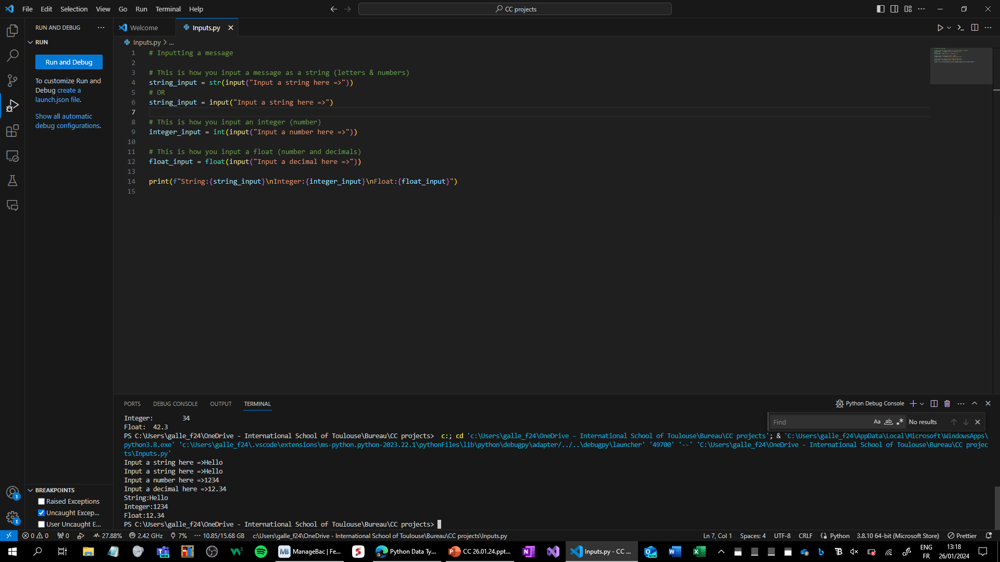 File Edit Selection View Go Run Terminal Help
CC projects
RUN AND DEBUG
RUN
Run and Debug
To customize Run and
Debug create a
launch.json file.
Show all automatic
debug configurations.
Welcome
Inputs.py
Inputs.py > ...
1 # Inputting a message
2
3 # This is how you input a message as a string (letters & numbers)
4 string_input = str(input("Input a string here =>"))
5 # OR
6 string_input = input("Input a string here =>")
7
8 # This is how you input an integer (number)
9 integer_input = int(input("Input a number here =>"))
10
11 # This is how you input a float (number and decimals)
12 float_input = float(input("Input a decimal here =>"))
13
14 print(f"String:{string_input}\nInteger:{integer_input}\nFloat:{float_input}")
15
PORTS DEBUG CONSOLE OUTPUT TERMINAL
Python Debug Console
Find
Aa ab No results
Integer: 34
Float: 42.3
PS C:\Users\galle_f24\OneDrive - International School of Toulouse\Bureau\CC projects> c:; cd 'c:\Users\galle_f24\OneDrive - International School of Toulouse\Bureau\CC projects'; & 'C:\Users\galle_f24\AppData\Local\Microsoft\WindowsApps\
python3.8.exe' 'c:\Users\galle_f24\.vscode\extensions\ms-python.python-2023.22.1\pythonFiles\lib\python\debugpy\adapter/../..\debugpy\launcher' '49700' '--' 'C:\Users\galle_f24\OneDrive - International School of Toulouse\Bureau\CC projec
ts\Inputs.py'
Input a string here =>Hello
Input a string here =>Hello
Input a number here =>1234
Input a decimal here =>12.34
String:Hello
Integer:1234
Float:12.34
PS C:\Users\galle_f24\OneDrive - International School of Toulouse\Bureau\CC projects>
BREAKPOINTS
Raised Exceptions
Uncaught Excep...
User Uncaught E...
1
1
0 0 0 27.88% 2.42 GHz 7% 10.85/15.68 GB c:\Users\galle_f24\OneDrive - International School of Toulouse\Bureau\CC projects\Inputs.py
Ln 7, Col 1 Spaces: 4 UTF-8 CRLF Python 3.8.10 64-bit (Microsoft Store) Prettier
ManageBac | Fe...
Python Data Ty...
CC 26.01.24.ppt...
Inputs.py - CC ...
ENG
FR
13:18
26/01/2024